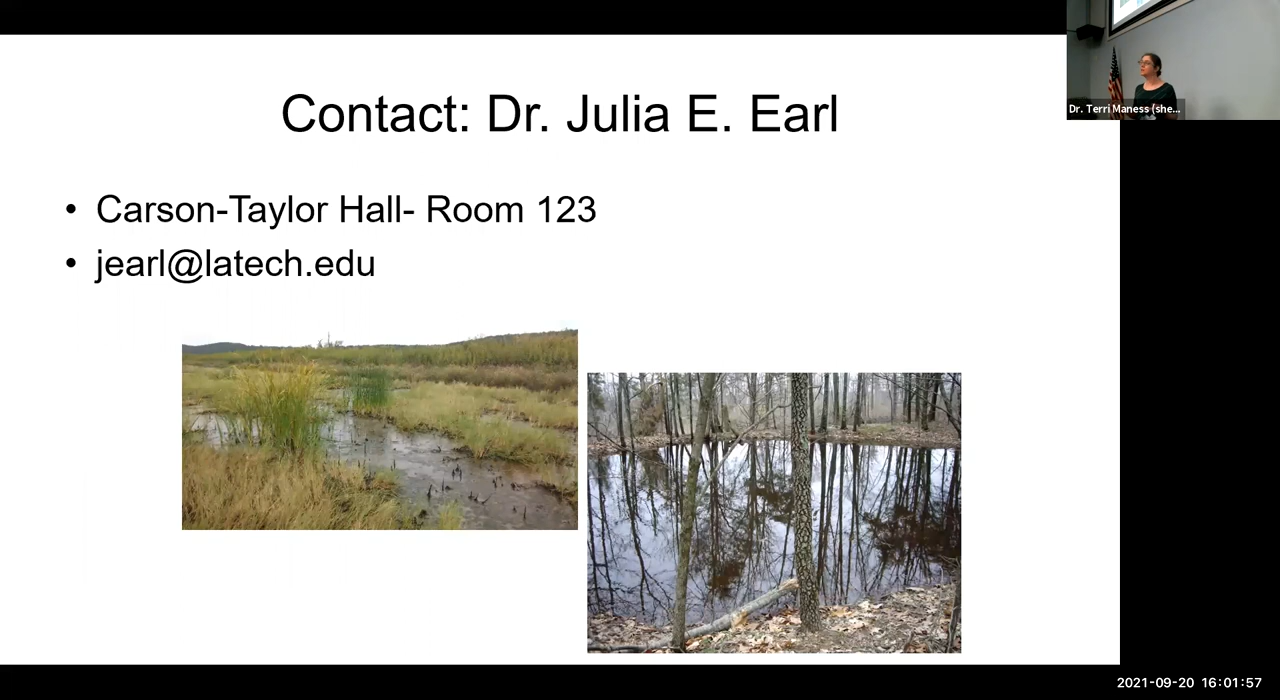 Contact: Dr. Julia E. Earl
• Carson-Taylor Hall- Room 123
• jearl@latech.edu
Dr. Terri Maness (she...
2021-09-20 16:01:57